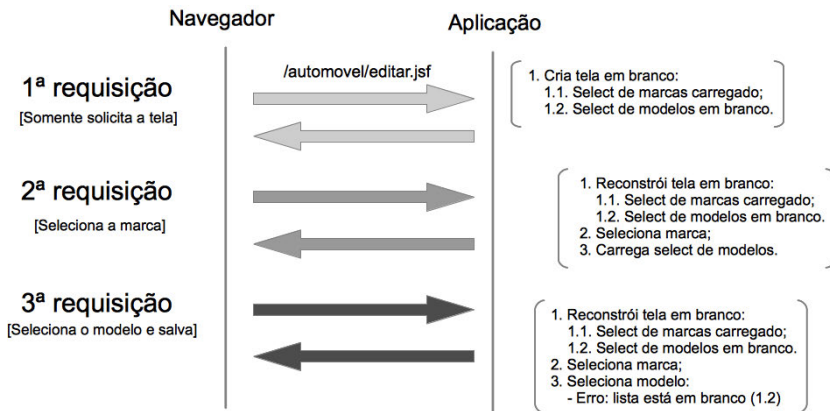 Navegador
Aplicação
1ª requisição
[Somente solicita a tela]
/automovel/editar.jsf
1. Cria tela em branco:
1.1. Select de marcas carregado;
1.2. Select de modelos em branco.
2ª requisição
[Seleciona a marca]
1. Reconstrói tela em branco:
1.1. Select de marcas carregado;
1.2. Select de modelos em branco.
2. Seleciona marca;
3. Carrega select de modelos.
3ª requisição
[Seleciona o modelo e salva]
1. Reconstrói tela em branco:
1.1. Select de marcas carregado;
1.2. Select de modelos em branco.
2. Seleciona marca;
3. Seleciona modelo:
- Erro: lista está em branco (1.2)